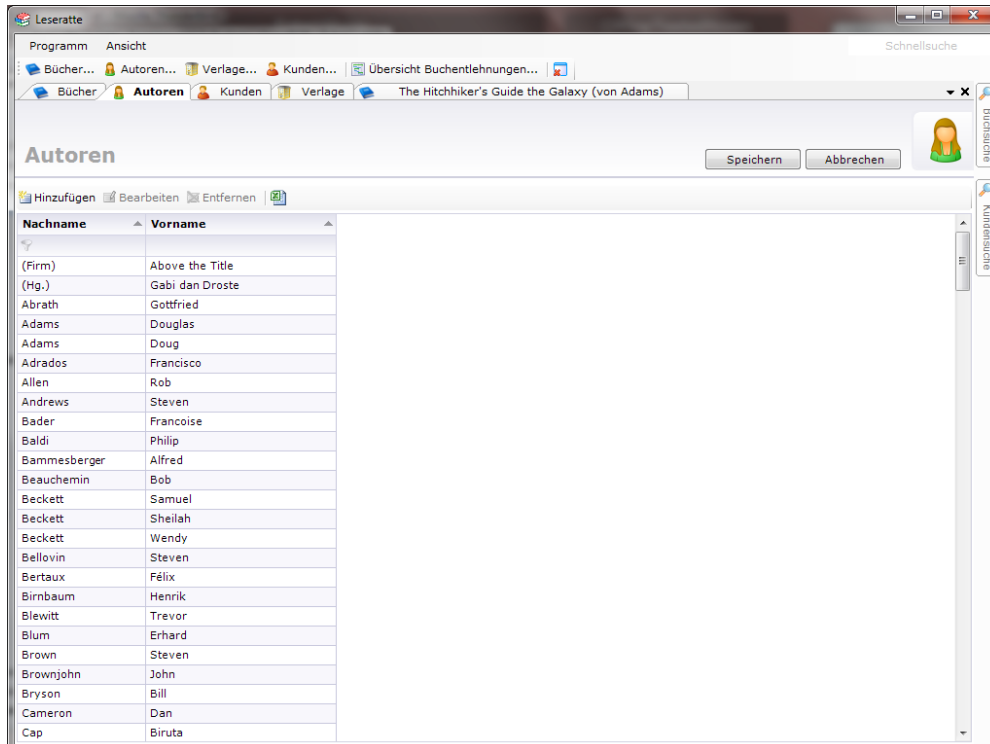 Leseratte
Programm Ansicht Schnellsuche
Bücher... Autoren... Verlage... Kunden... Übersicht Buchentlehnungen...
Bücher Autoren Kunden Verlage The Hitchhiker's Guide the Galaxy (von Adams)
Buchsuche
Autoren Speichern Abbrechen
Kundensuche
Hinzufügen Bearbeiten Entfernen
Nachname Vorname
(Firm) Above the Title
(Hg.) Gabi dan Droste
Abrath Gottfried
Adams Douglas
Adams Doug
Adrados Francisco
Allen Rob
Andrews Steven
Bader Francoise
Baldi Philip
Bammesberger Alfred
Beauchemin Bob
Beckett Samuel
Beckett Sheilah
Beckett Wendy
Bellovin Steven
Bertaux Félix
Birnbaum Henrik
Blewitt Trevor
Blum Erhard
Brown Steven
Brownjohn John
Bryson Bill
Cameron Dan
Cap Biruta